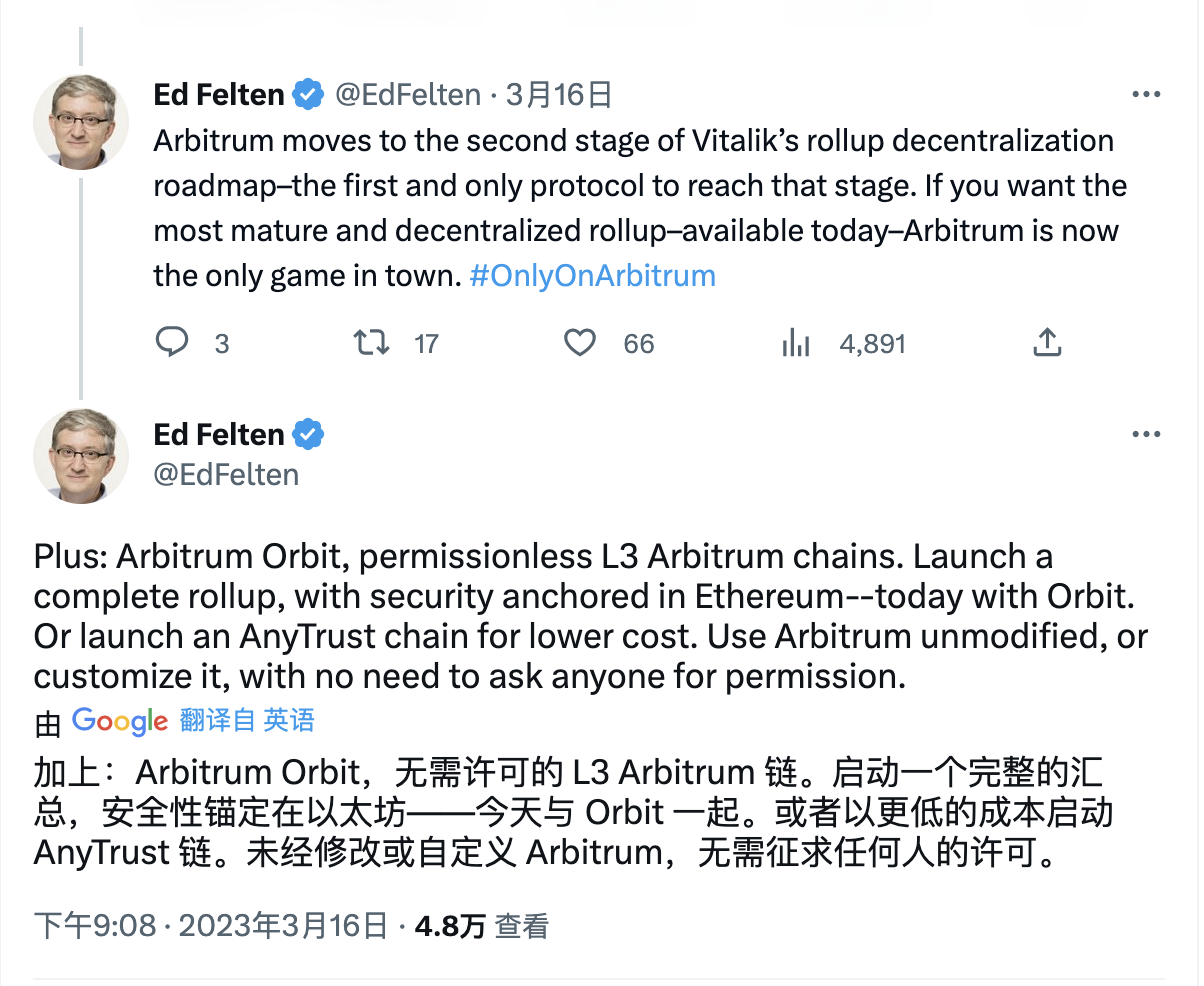 Ed Felten @EdFelten · 3月16日
Arbitrum moves to the second stage of Vitalik’s rollup decentralization
roadmap–the first and only protocol to reach that stage. If you want the
most mature and decentralized rollup–available today–Arbitrum is now
the only game in town. #OnlyOnArbitrum
3 17 66 4,891
Ed Felten
@EdFelten
Plus: Arbitrum Orbit, permissionless L3 Arbitrum chains. Launch a
complete rollup, with security anchored in Ethereum--today with Orbit.
Or launch an AnyTrust chain for lower cost. Use Arbitrum unmodified, or
customize it, with no need to ask anyone for permission.
由 Google 翻译自 英语
加上：Arbitrum Orbit，无需许可的 L3 Arbitrum 链。启动一个完整的汇
总，安全性锚定在以太坊——今天与 Orbit 一起。或者以更低的成本启动
AnyTrust 链。未经修改或自定义 Arbitrum，无需征求任何人的许可。
下午9:08 · 2023年3月16日 · 4.8万 查看